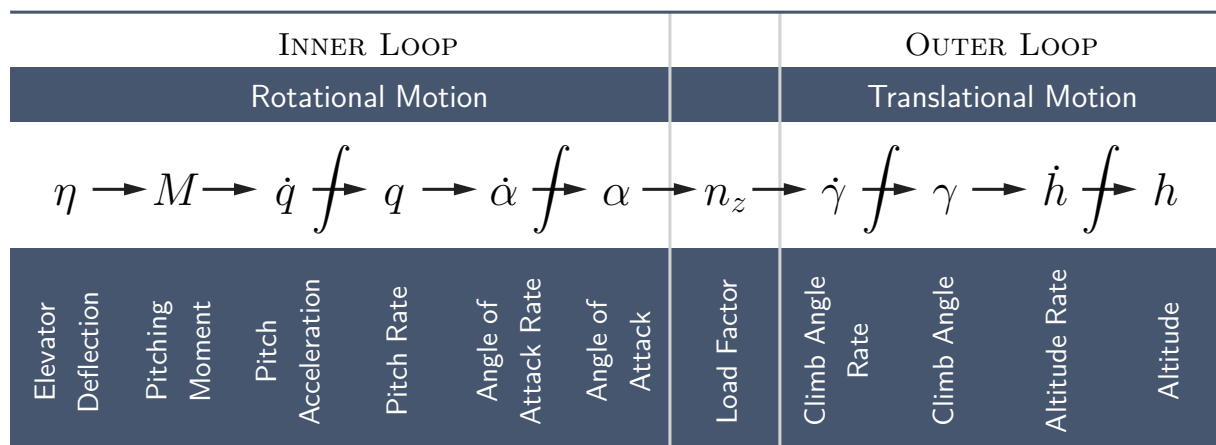 INNER LOOP
OUTER LOOP
Rotational Motion
Translational Motion
η → M → q̇ ∫→ q → α̇ ∫→ α → n_z → γ̇ ∫→ γ → ḣ ∫→ h
Elevator
Deflection
Pitching
Moment
Pitch
Acceleration
Pitch Rate
Angle of
Attack Rate
Angle of
Attack
Load Factor
Climb Angle
Rate
Climb Angle
Altitude Rate
Altitude